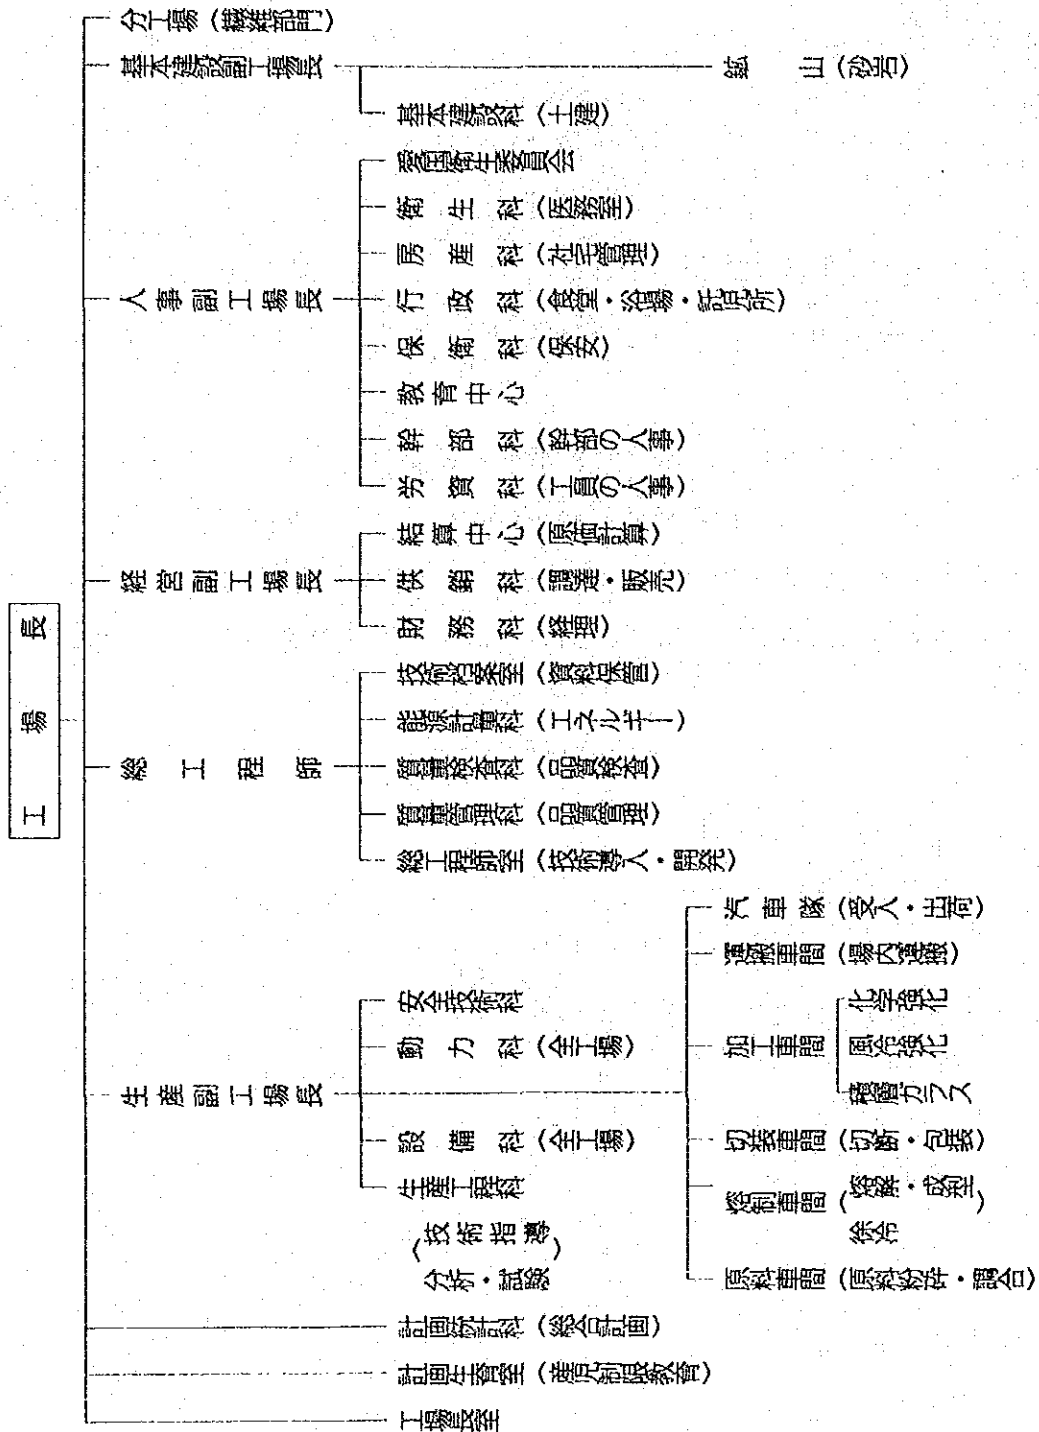 工場長
分工場（繊維部門）
基本建設副工場長
鉱山（砂岩）
基本建設科（土建）
人事副工場長
愛国衛生委員会
衛生科（医務室）
房産科（社宅管理）
行政科（食堂・浴場・託児所）
保衛科（保安）
教育中心
幹部科（幹部の人事）
労資科（工員の人事）
経営副工場長
結算中心（原価計算）
供銷科（調達・販売）
財務科（経理）
総工程師
技術档案室（資料保管）
能源計量科（エネルギー）
質量検査科（品質検査）
質量管理科（品質管理）
総工程師室（技術導入・開発）
生産副工場長
安全技術科
動力科（全工場）
設備科（全工場）
生産工程科
（技術指導
分析・試験）
汽車隊（受入・出荷）
運搬車間（場内運搬）
加工車間
化学強化
風冷強化
積層ガラス
切装車間（切断・包装）
熔制車間（熔解・成型
徐冷）
原料車間（原料粉砕・調合）
計画統計科（総合計画）
計画生育室（産児制限教育）
工場長室